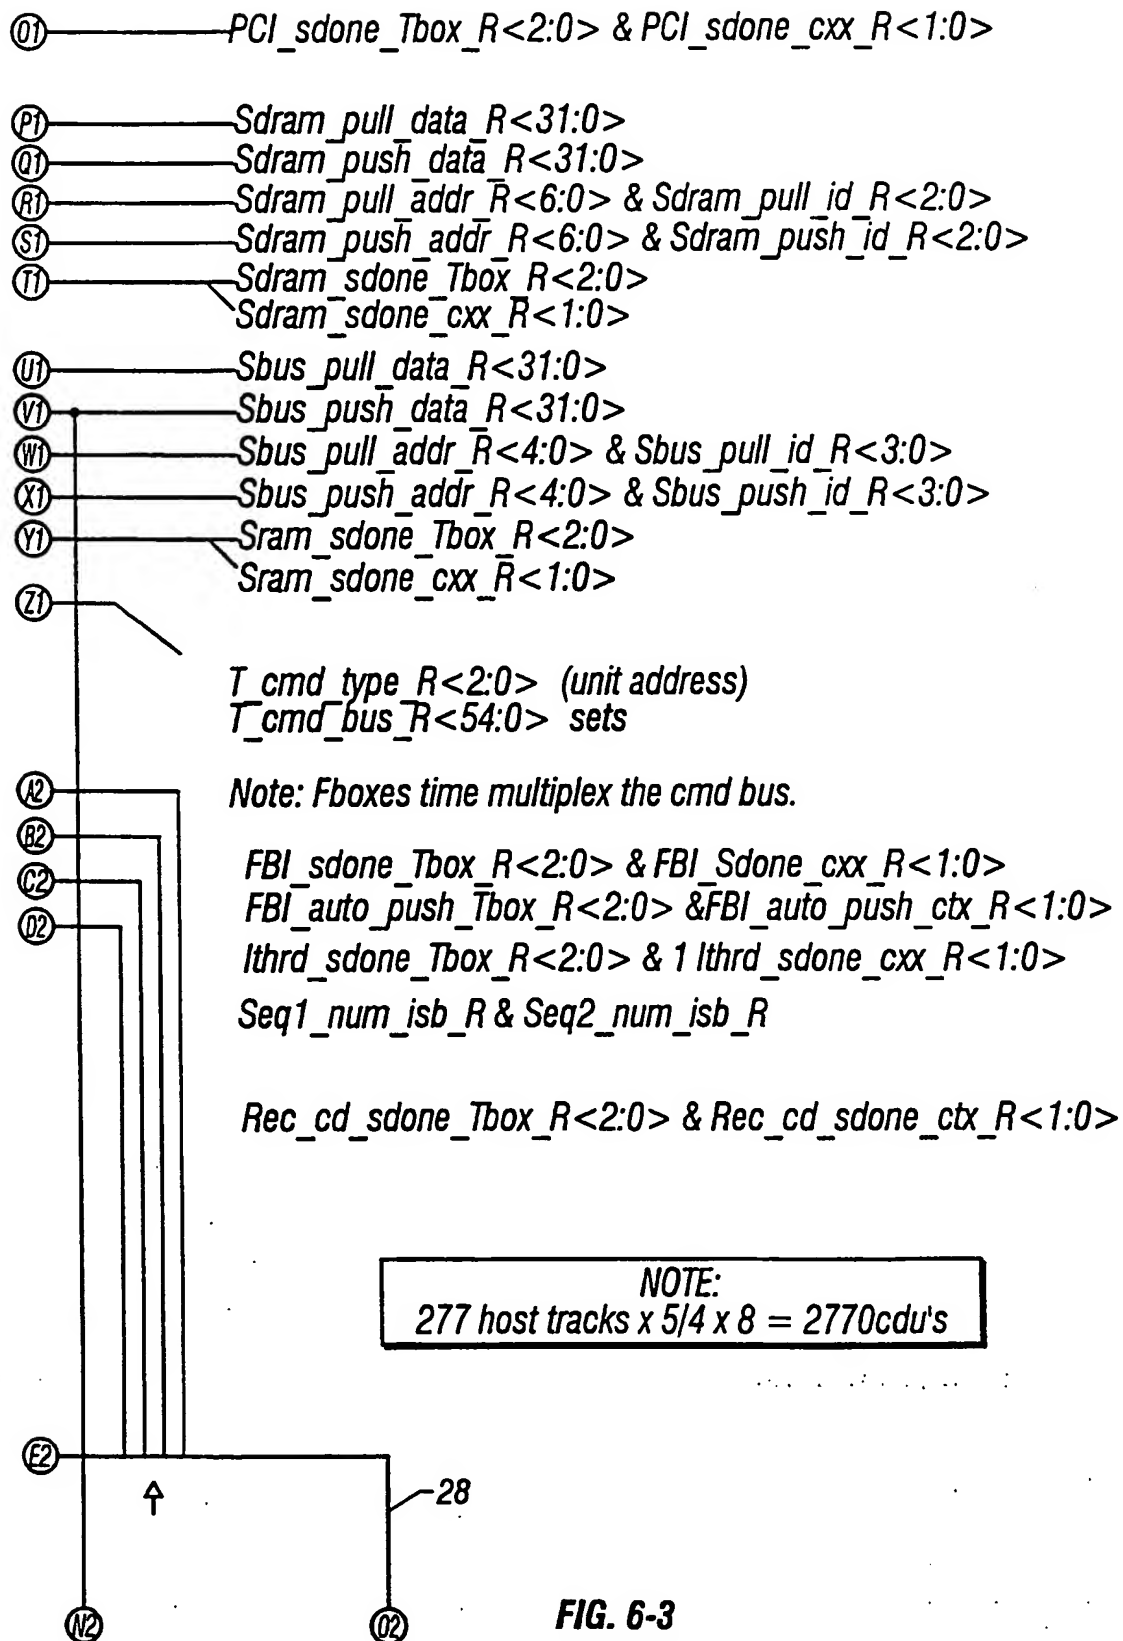 O1 PCI_sdone_Tbox_R<2:0> & PCI_sdone_cxx_R<1:0>
P1 Sdram_pull_data_R<31:0>
Q1 Sdram_push_data_R<31:0>
R1 Sdram_pull_addr_R<6:0> & Sdram_pull_id_R<2:0>
S1 Sdram_push_addr_R<6:0> & Sdram_push_id_R<2:0>
T1 Sdram_sdone_Tbox_R<2:0>
Sdram_sdone_cxx_R<1:0>
U1 Sbus_pull_data_R<31:0>
V1 Sbus_push_data_R<31:0>
W1 Sbus_pull_addr_R<4:0> & Sbus_pull_id_R<3:0>
X1 Sbus_push_addr_R<4:0> & Sbus_push_id_R<3:0>
Y1 Sram_sdone_Tbox_R<2:0>
Sram_sdone_cxx_R<1:0>
Z1
T_cmd_type_R<2:0> (unit address)
T_cmd_bus_R<54:0> sets
A2 Note: Fboxes time multiplex the cmd bus.
B2
FBI_sdone_Tbox_R<2:0> & FBI_Sdone_cxx_R<1:0>
C2
FBI_auto_push_Tbox_R<2:0> &FBI_auto_push_ctx_R<1:0>
D2
Ithrd_sdone_Tbox_R<2:0> & 1 Ithrd_sdone_cxx_R<1:0>
Seq1_num_isb_R & Seq2_num_isb_R
Rec_cd_sdone_Tbox_R<2:0> & Rec_cd_sdone_ctx_R<1:0>
NOTE:
277 host tracks x 5/4 x 8 = 2770cdu's
E2
28
N2 O2
FIG. 6-3